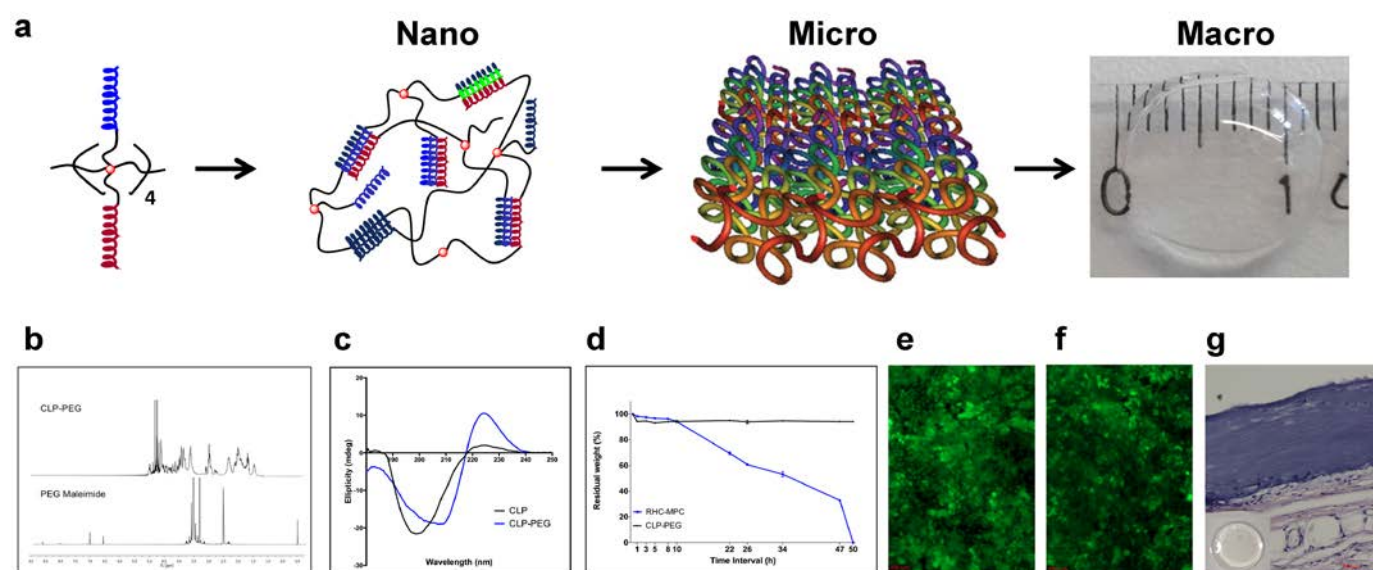 a
Nano
Micro
Macro
4
0
1
b
c
d
e
f
g
CLP-PEG
PEG Maleimide
Ellipticity (mdeg)
20
10
0
-10
-20
-30
190
200
210
220
230
240
250
CLP
CLP-PEG
Wavelength (nm)
Residual weight (%)
100
80
60
40
20
0
RHC-MPC
CLP-PEG
1 3 5 8 10 22 26 34 47 50
Time Interval (h)